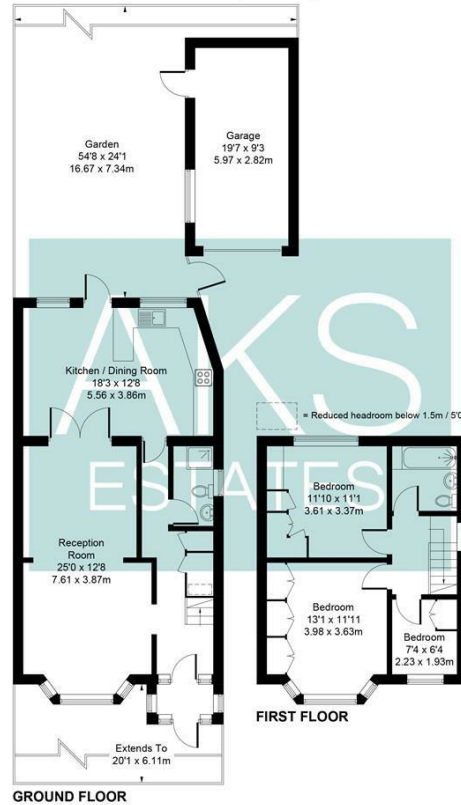 Garden
54'8 x 24'1
16.67 x 7.34m
Garage
19'7 x 9'3
5.97 x 2.82m
AKS
ESTATES
Kitchen / Dining Room
18'3 x 12'8
5.56 x 3.86m
= Reduced headroom below 1.5m / 5'0
Reception
Room
25'0 x 12'8
7.61 x 3.87m
Bedroom
11'10 x 11'1
3.61 x 3.37m
Bedroom
13'1 x 11'11
3.98 x 3.63m
Bedroom
7'4 x 6'4
2.23 x 1.93m
FIRST FLOOR
Extends To
20'1 x 6.11m
GROUND FLOOR